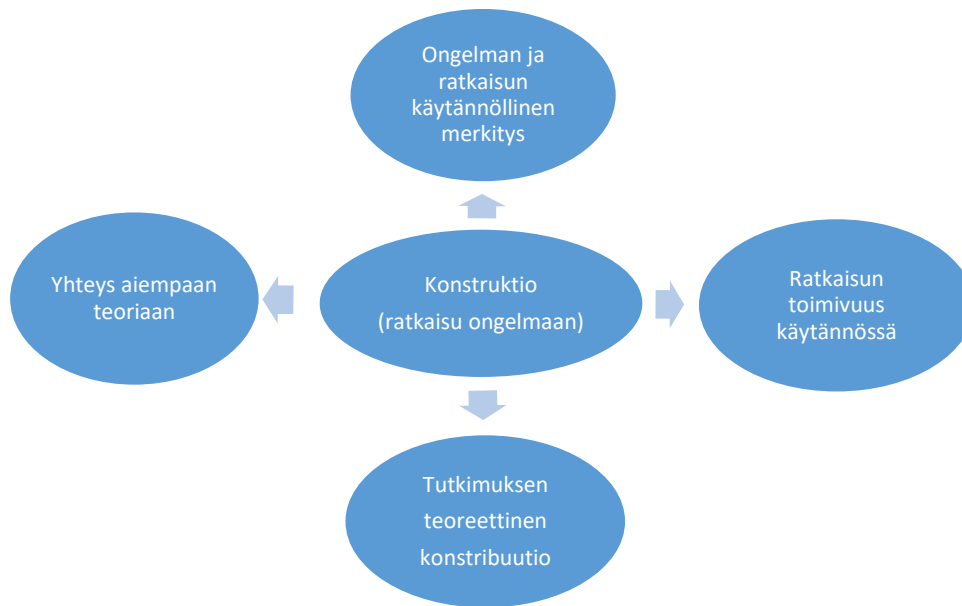 Ongelman ja
ratkaisun
käytännöllinen
merkitys
Yhteys aiempaan
teoriaan
Konstruktio
(ratkaisu ongelmaan)
Ratkaisun
toimivuus
käytännössä
Tutkimuksen
teoreettinen
konstribuutio